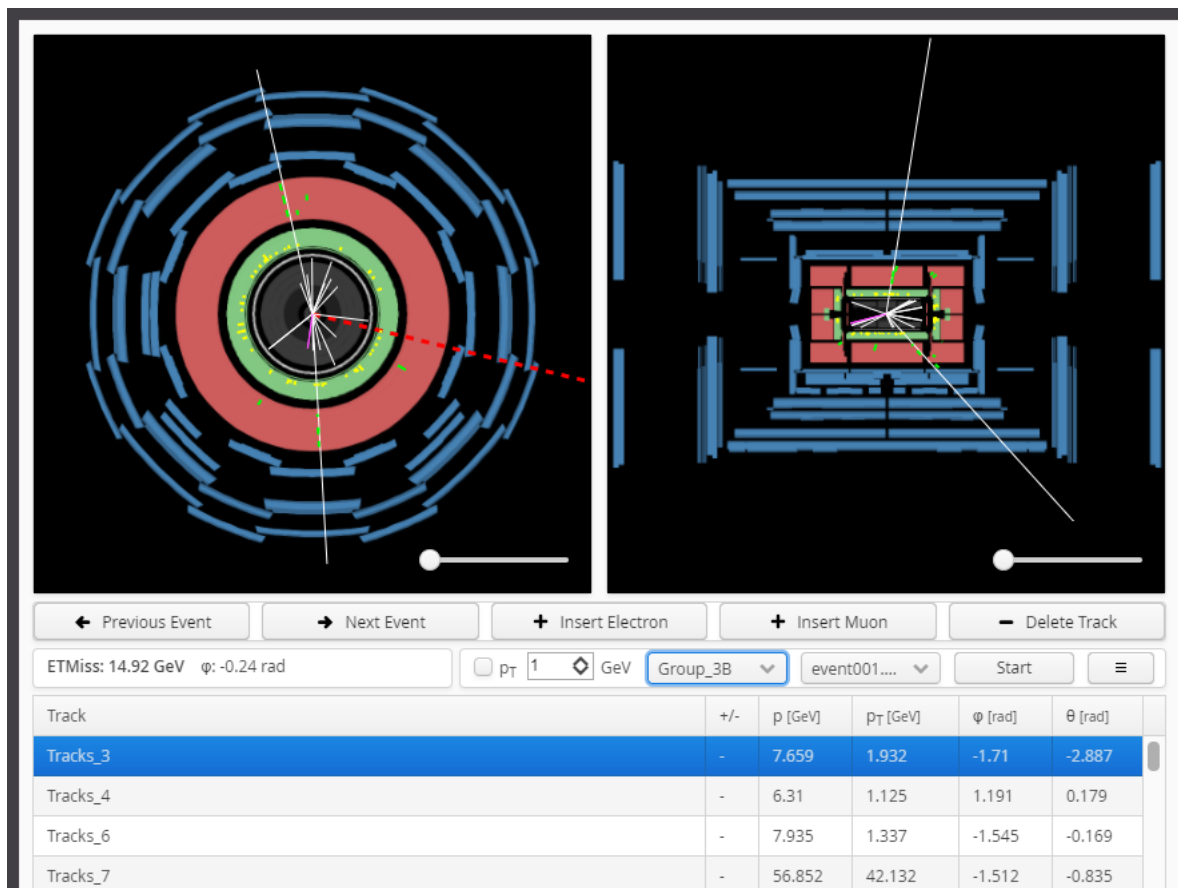 Previous Event Next Event Insert Electron Insert Muon Delete Track
ETMiss: 14.92 GeV φ: -0.24 rad pT 1 GeV Group_3B event001.... Start
Track +/- p [GeV] pT [GeV] φ [rad] θ [rad]
Tracks_3 - 7.659 1.932 -1.71 -2.887
Tracks_4 - 6.31 1.125 1.191 0.179
Tracks_6 - 7.935 1.337 -1.545 -0.169
Tracks_7 - 56.852 42.132 -1.512 -0.835